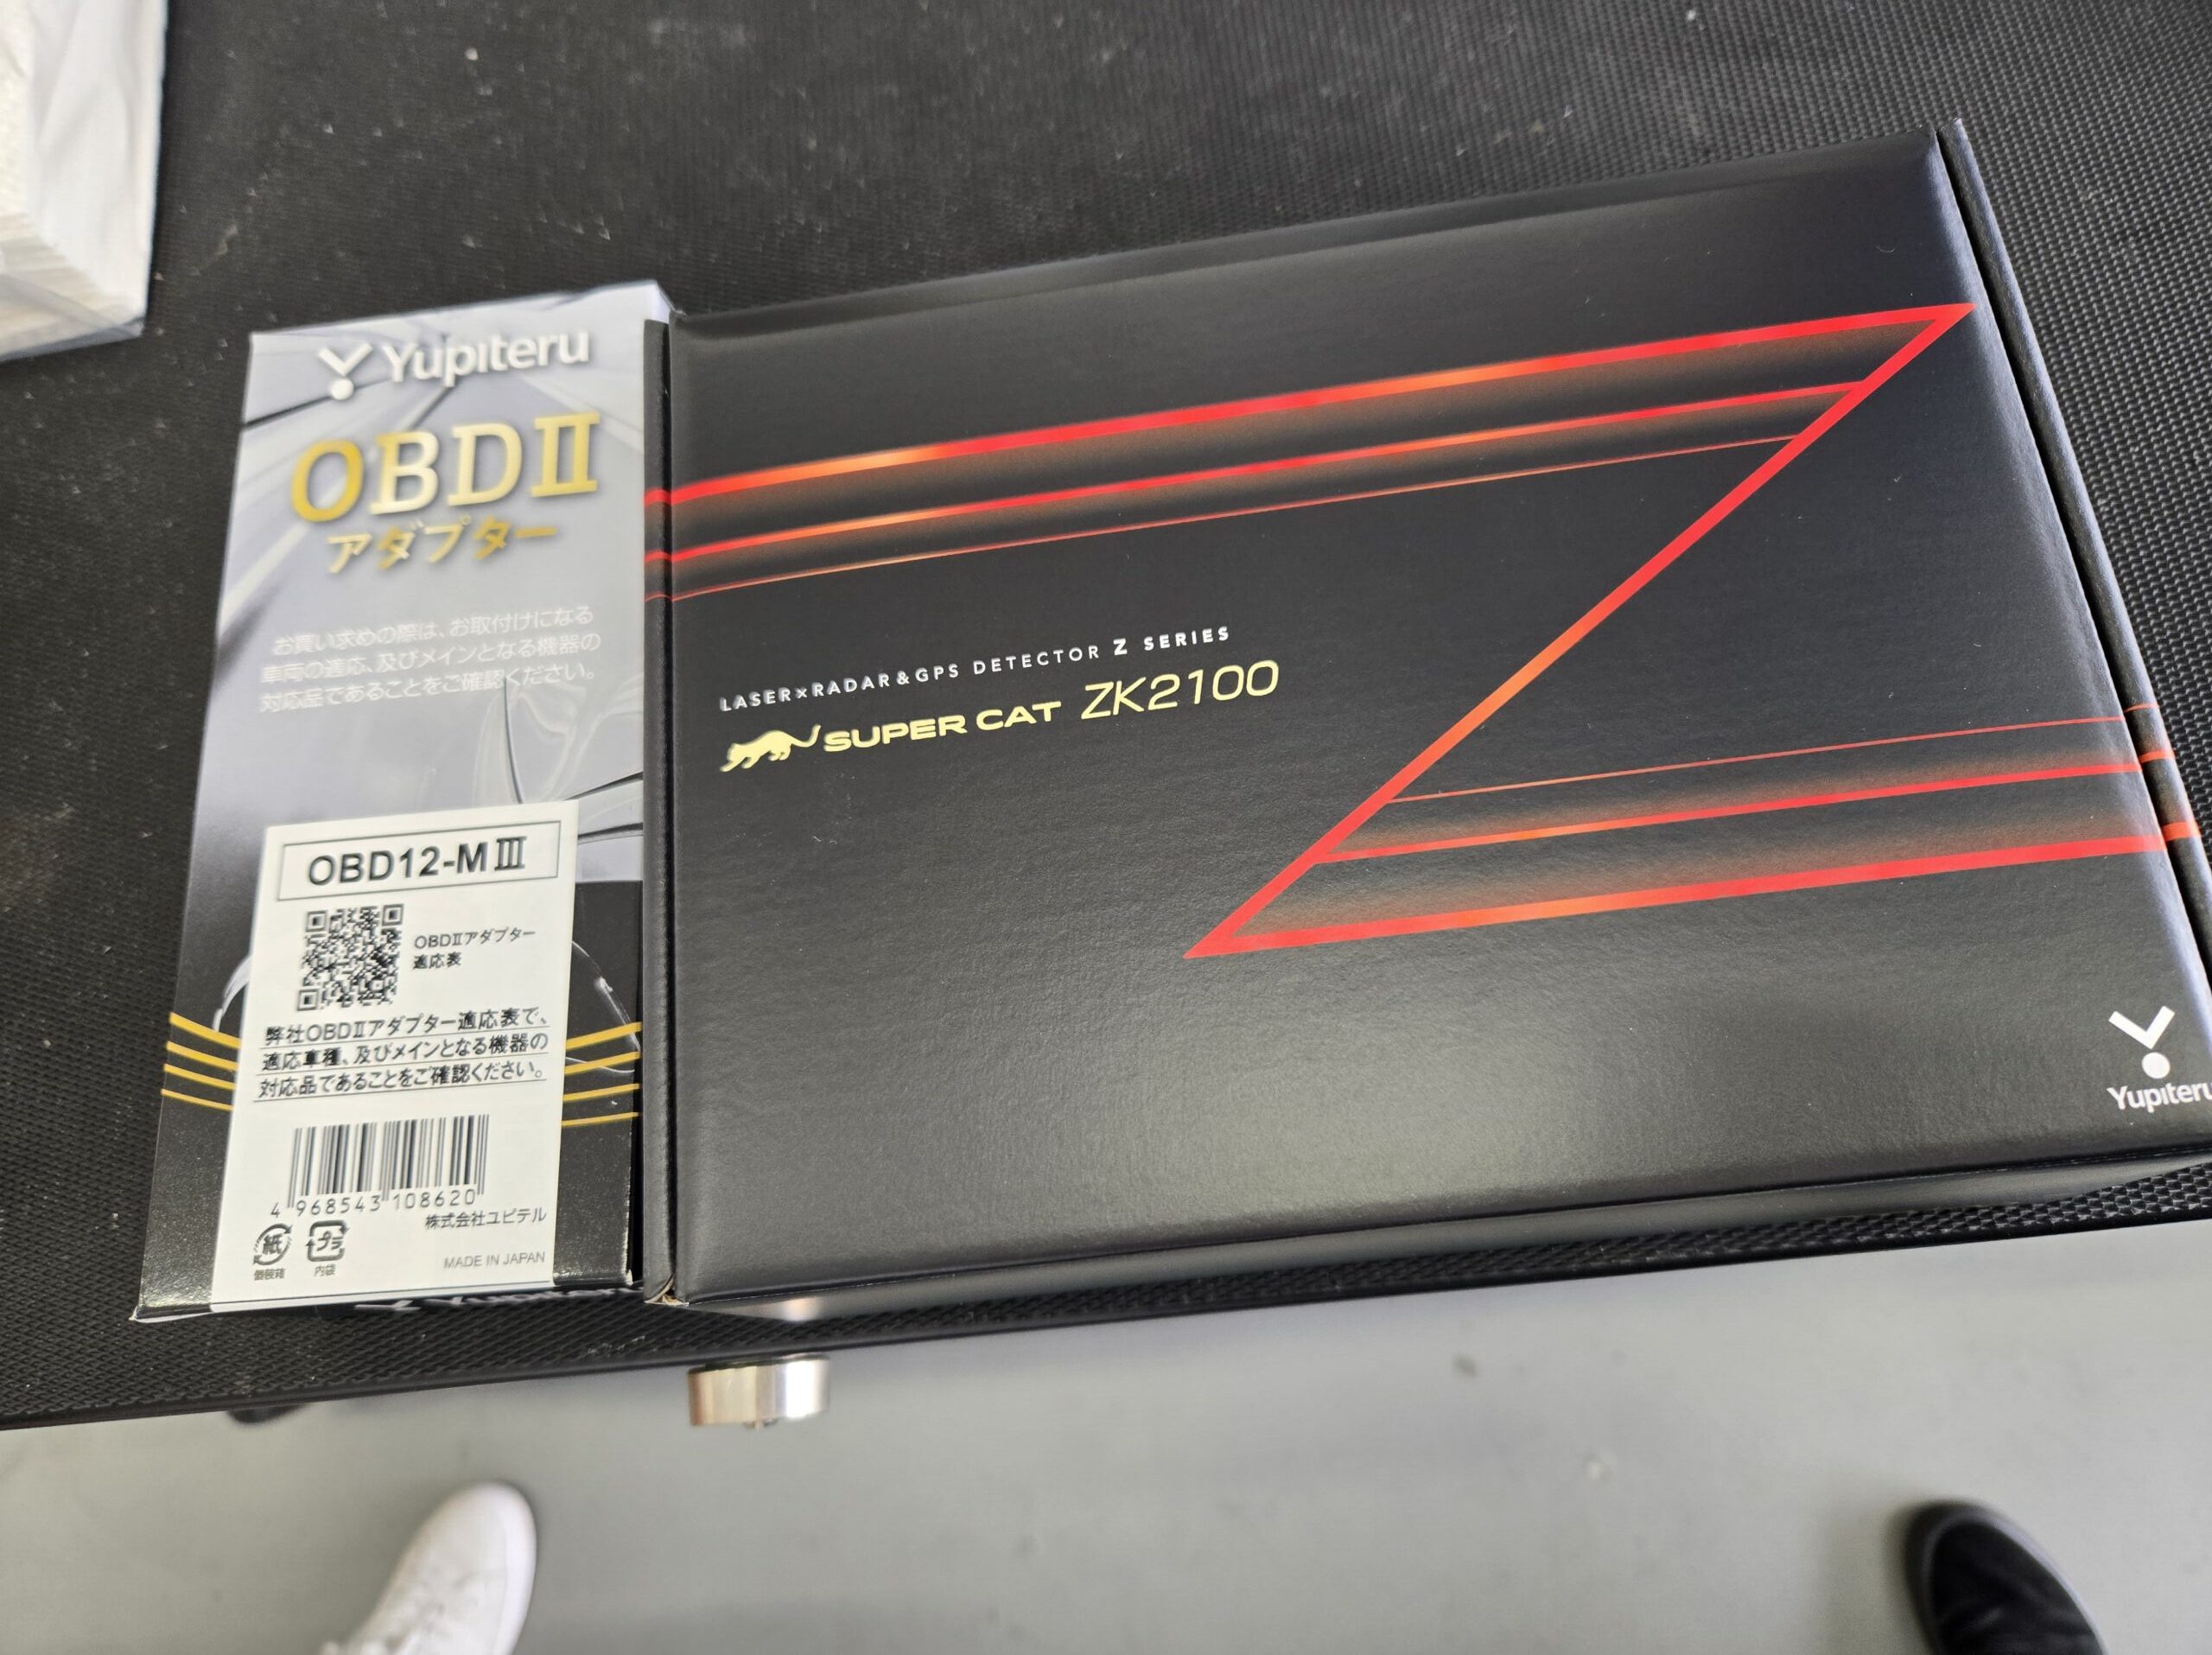 Yupiteru
OBDⅡ
アダプター
お買い求めの際は、お取付けになる
車両の適応、及びメインとなる機器の
対応品であることをご確認ください。
OBD12-MⅢ
OBDⅡアダプター
適応表
弊社OBDⅡアダプター適応表で、
適応車種、及びメインとなる機器の
対応品であることをご確認ください。
4 968543 108620
株式会社ユピテル
紙
個装箱
プラ
内袋
MADE IN JAPAN
LASER×RADAR&GPS DETECTOR Z SERIES
SUPER CAT ZK2100
Yupiteru
Yupiteru